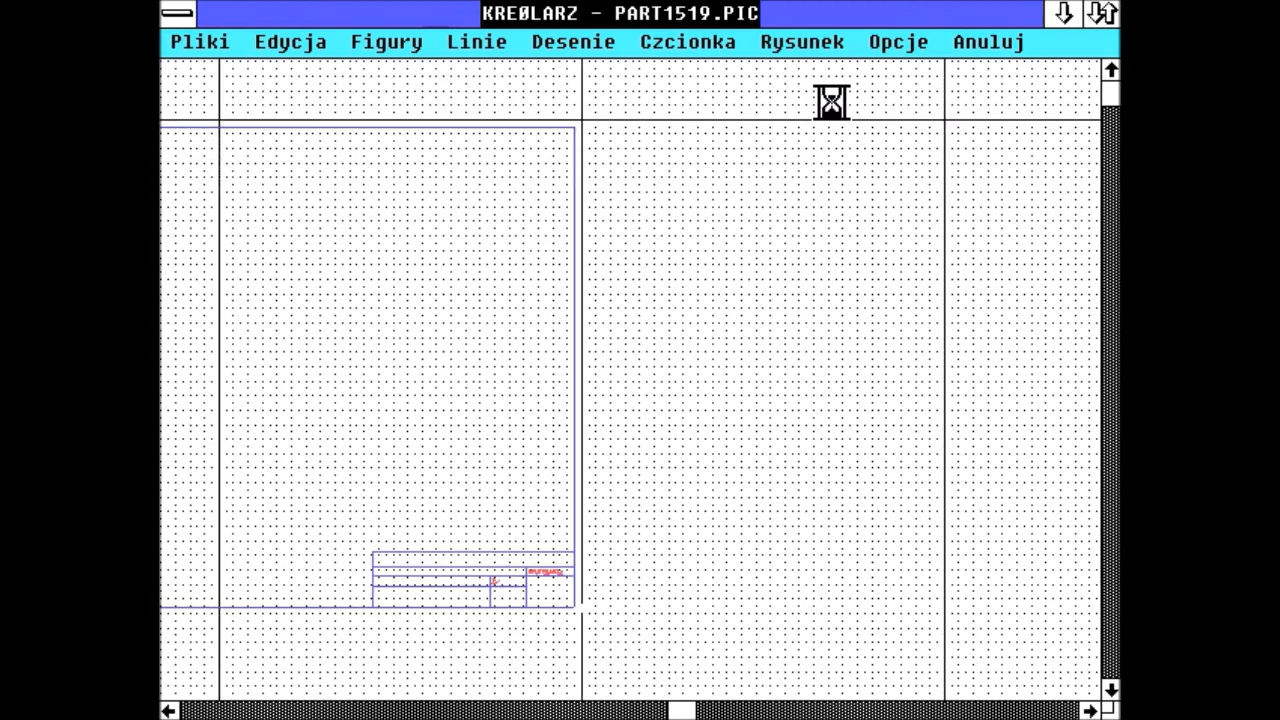 KREØLARZ - PART1519.PIC
Pliki Edycja Figury Linie Desenie Czcionka Rysunek Opcje Anuluj